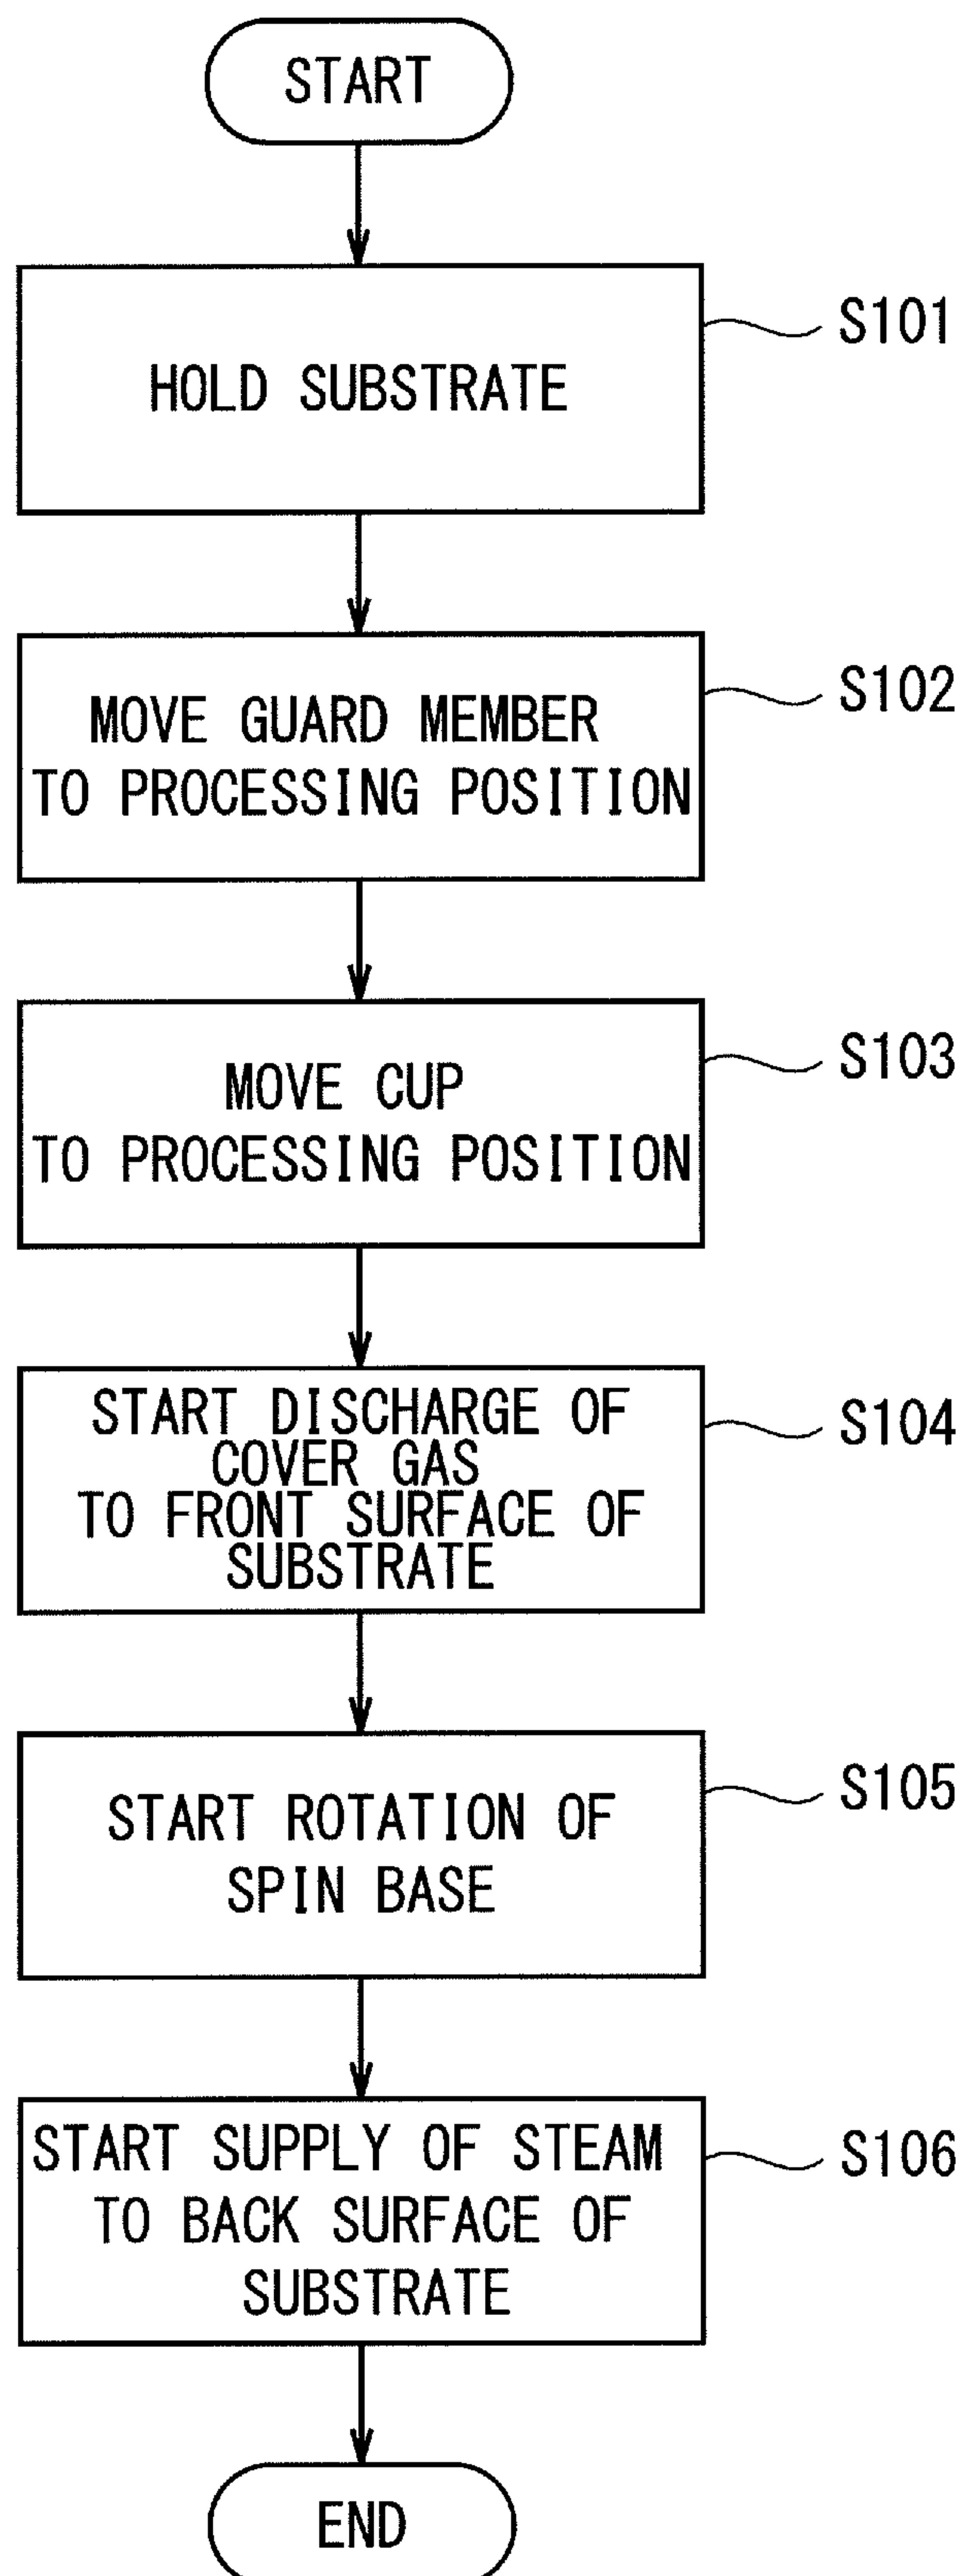 START
HOLD SUBSTRATE
S101
MOVE GUARD MEMBER
TO PROCESSING POSITION
S102
MOVE CUP
TO PROCESSING POSITION
S103
START DISCHARGE OF
COVER GAS
TO FRONT SURFACE OF
SUBSTRATE
S104
START ROTATION OF
SPIN BASE
S105
START SUPPLY OF STEAM
TO BACK SURFACE OF
SUBSTRATE
S106
END